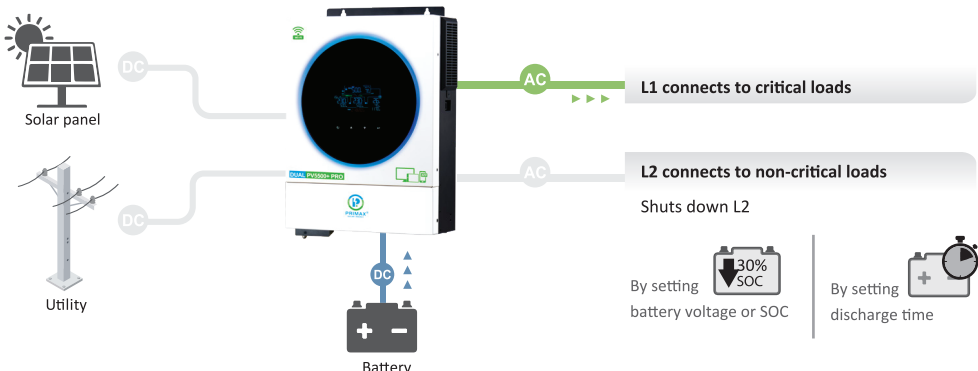 Solar panel
DC
Utility
DC
DUAL PV5500+ PRO
PRIMAX
DC
Battery
AC
L1 connects to critical loads
AC
L2 connects to non-critical loads
Shuts down L2
30%
SOC
By setting
battery voltage or SOC
By setting
discharge time